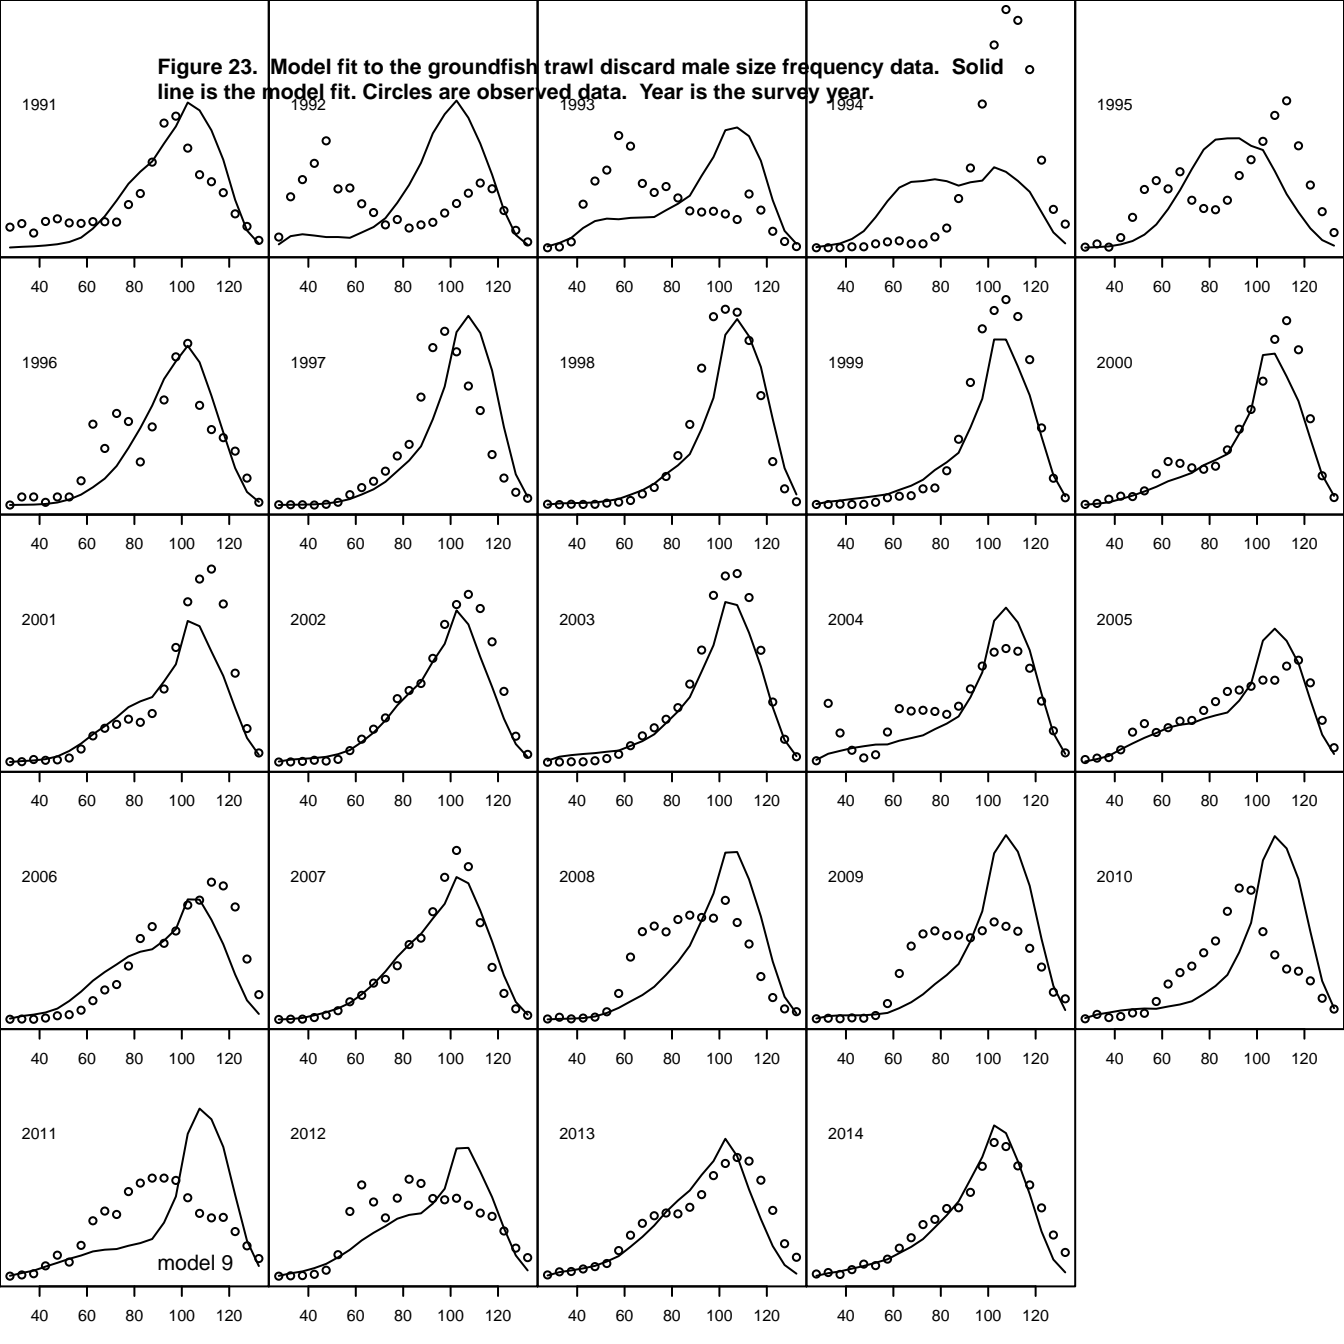 Figure 23.  Model fit to the groundfish trawl discard male size frequency data.  Solid
line is the model fit. Circles are observed data.  Year is the survey year.
1991 1992 1993 1994 1995
40 60 80 100 120 40 60 80 100 120 40 60 80 100 120 40 60 80 100 120 40 60 80 100 120
1996 1997 1998 1999 2000
40 60 80 100 120 40 60 80 100 120 40 60 80 100 120 40 60 80 100 120 40 60 80 100 120
2001 2002 2003 2004 2005
40 60 80 100 120 40 60 80 100 120 40 60 80 100 120 40 60 80 100 120 40 60 80 100 120
2006 2007 2008 2009 2010
40 60 80 100 120 40 60 80 100 120 40 60 80 100 120 40 60 80 100 120 40 60 80 100 120
2011 2012 2013 2014
model 9
40 60 80 100 120 40 60 80 100 120 40 60 80 100 120 40 60 80 100 120